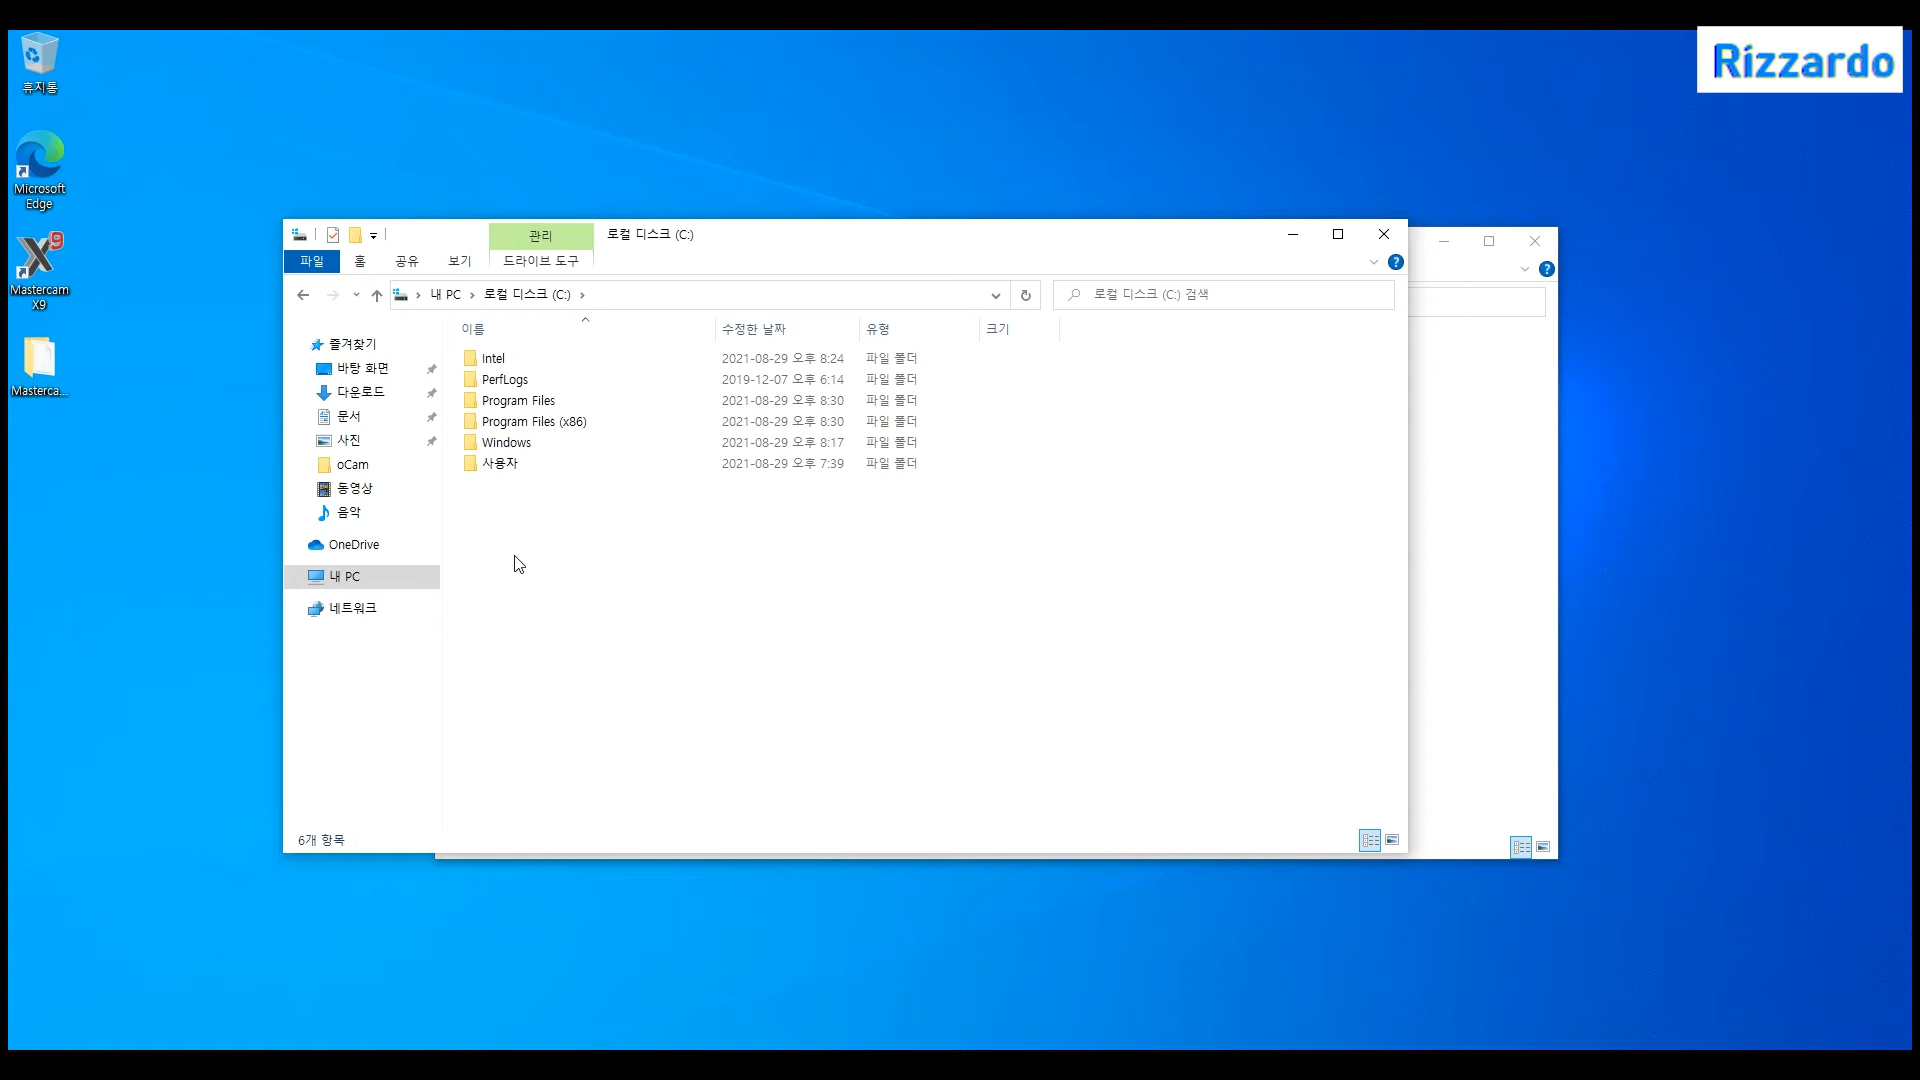 휴지통
Microsoft
Edge
Mastercam
X9
Masterca...
Rizzardo
관리
로컬 디스크 (C:)
파일
홈
공유
보기
드라이브 도구
내 PC
로컬 디스크 (C:)
로컬 디스크 (C:) 검색
이름
수정한 날짜
유형
크기
즐겨찾기
바탕 화면
다운로드
문서
사진
oCam
동영상
음악
OneDrive
내 PC
네트워크
Intel 2021-08-29 오후 8:24 파일 폴더
PerfLogs 2019-12-07 오후 6:14 파일 폴더
Program Files 2021-08-29 오후 8:30 파일 폴더
Program Files (x86) 2021-08-29 오후 8:30 파일 폴더
Windows 2021-08-29 오후 8:17 파일 폴더
사용자 2021-08-29 오후 7:39 파일 폴더
6개 항목